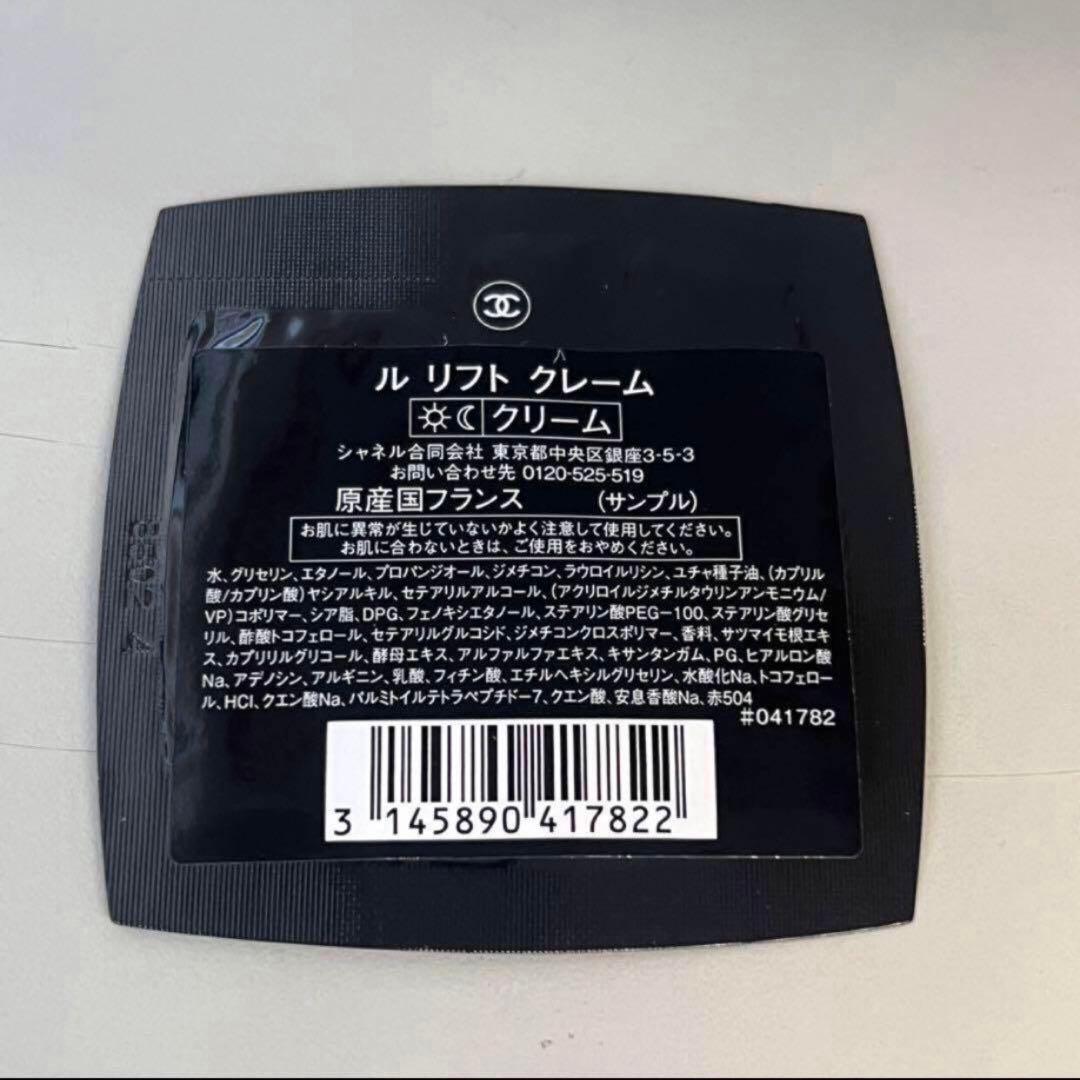 ル リフト クレーム
クリーム
シャネル合同会社 東京都中央区銀座3-5-3
お問い合わせ先 0120-525-519
原産国フランス (サンプル)
お肌に異常が生じていないかよく注意して使用してください。
お肌に合わないときは、ご使用をおやめください。
水、グリセリン、エタノール、プロパンジオール、ジメチコン、ラウロイルリシン、ユチャ種子油、(カプリル
酸/カプリン酸)ヤシアルキル、セテアリルアルコール、(アクリロイルジメチルタウリンアンモニウム/
VP)コポリマー、シア脂、DPG、フェノキシエタノール、ステアリン酸PEG-100、ステアリン酸グリセ
リル、酢酸トコフェロール、セテアリルグルコシド、ジメチコンクロスポリマー、香料、サツマイモ根エキ
ス、カプリリルグリコール、酵母エキス、アルファルファエキス、キサンタンガム、PG、ヒアルロン酸
Na、アデノシン、アルギニン、乳酸、フィチン酸、エチルヘキシルグリセリン、水酸化Na、トコフェロー
ル、HCl、クエン酸Na、パルミトイルテトラペプチド-7、クエン酸、安息香酸Na、赤504
#041782
3 145890 417822